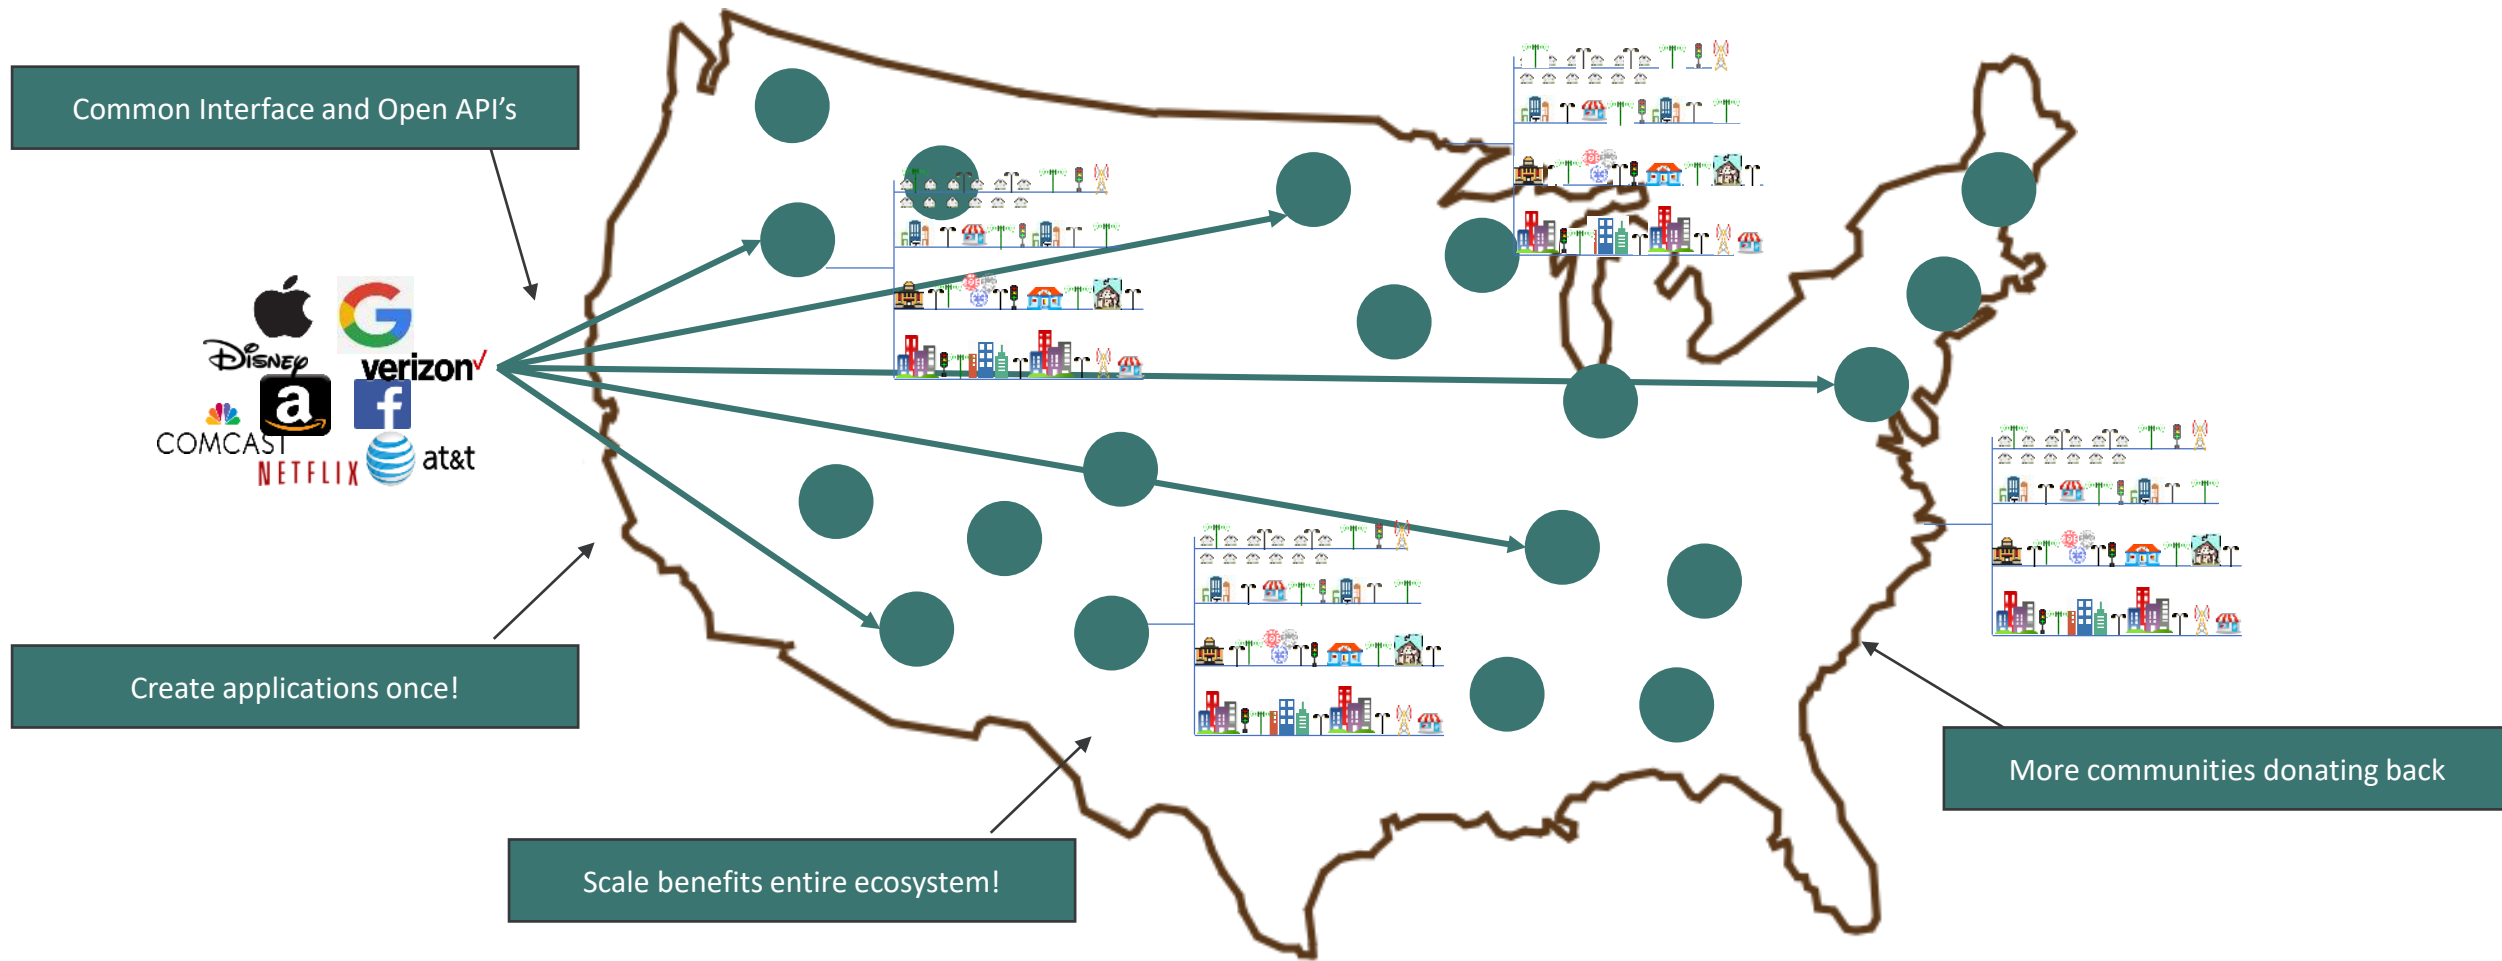 Common Interface and Open API's
DISNEY
verizon
a
f
COMCAST
NETFLIX
at&t
Create applications once!
Scale benefits entire ecosystem!
More communities donating back